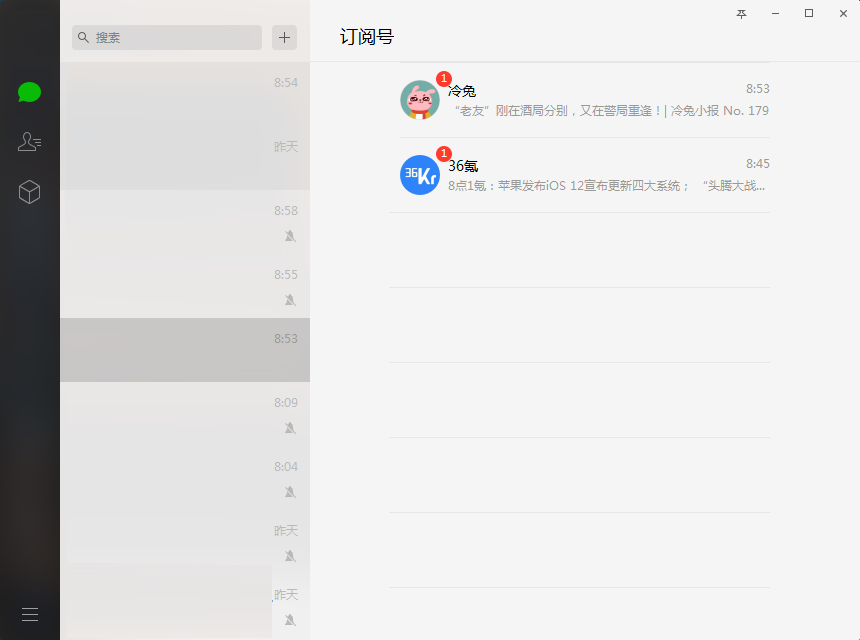 搜索
8:54
昨天
8:58
8:55
8:53
8:09
8:04
昨天
昨天
订阅号
1
冷兔
8:53
“老友”刚在酒局分别，又在警局重逢！| 冷兔小报 No. 179
36Kr
1
36氪
8:45
8点1氪：苹果发布iOS 12宣布更新四大系统； “头腾大战...